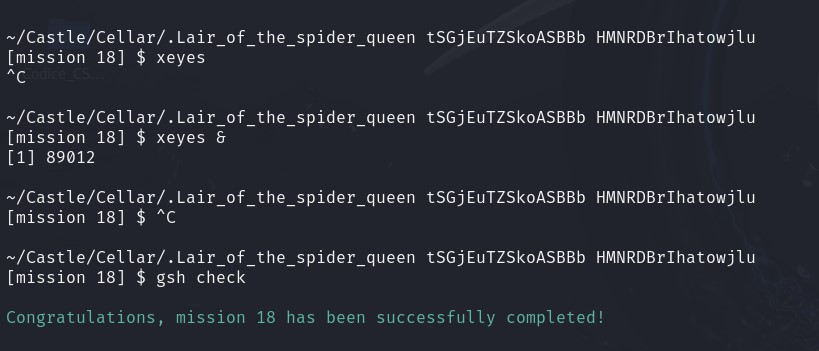 ~/Castle/Cellar/.Lair_of_the_spider_queen tSGjEuTZSkoASBBb HMNRDBrIhatowjlu
[mission 18] $ xeyes
^C
~/Castle/Cellar/.Lair_of_the_spider_queen tSGjEuTZSkoASBBb HMNRDBrIhatowjlu
[mission 18] $ xeyes &
[1] 89012
~/Castle/Cellar/.Lair_of_the_spider_queen tSGjEuTZSkoASBBb HMNRDBrIhatowjlu
[mission 18] $ ^C
~/Castle/Cellar/.Lair_of_the_spider_queen tSGjEuTZSkoASBBb HMNRDBrIhatowjlu
[mission 18] $ gsh check
Congratulations, mission 18 has been successfully completed!